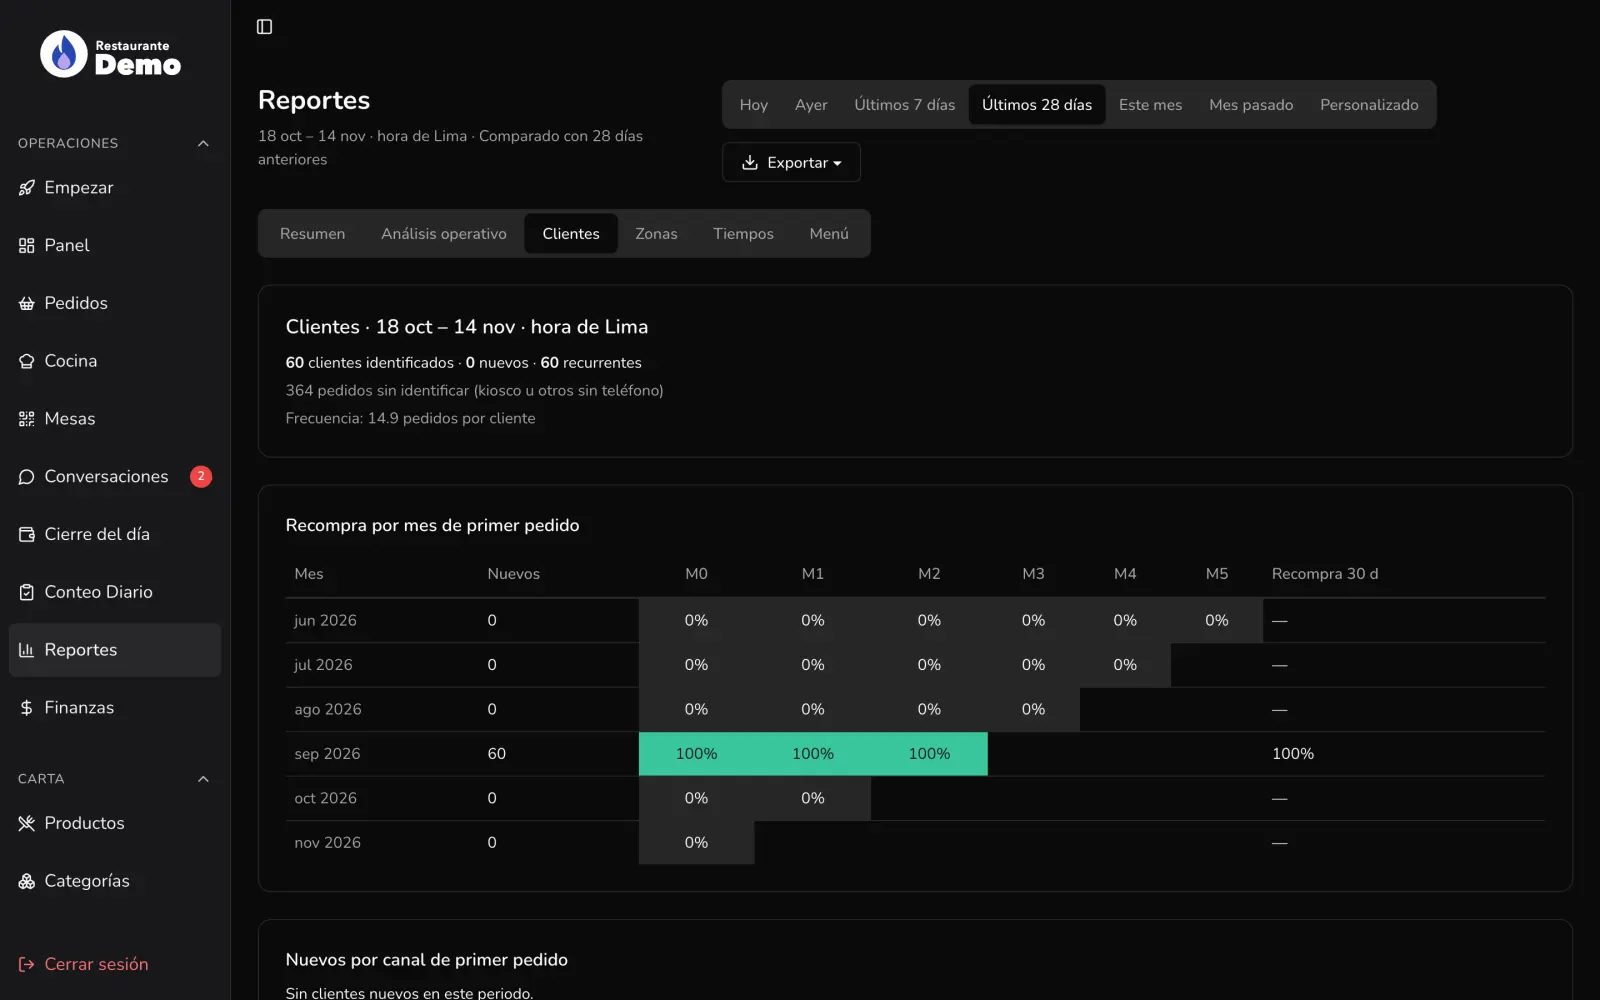 Restaurante
Demo
OPERACIONES
Empezar
Panel
Pedidos
Cocina
Mesas
Conversaciones 2
Cierre del día
Conteo Diario
Reportes
Finanzas
CARTA
Productos
Categorías
Cerrar sesión
Reportes
18 oct – 14 nov · hora de Lima · Comparado con 28 días
anteriores
Hoy Ayer Últimos 7 días Últimos 28 días Este mes Mes pasado Personalizado
Exportar
Resumen Análisis operativo Clientes Zonas Tiempos Menú
Clientes · 18 oct – 14 nov · hora de Lima
60 clientes identificados · 0 nuevos · 60 recurrentes
364 pedidos sin identificar (kiosco u otros sin teléfono)
Frecuencia: 14.9 pedidos por cliente
Recompra por mes de primer pedido
Mes Nuevos M0 M1 M2 M3 M4 M5 Recompra 30 d
jun 2026 0 0% 0% 0% 0% 0% 0% —
jul 2026 0 0% 0% 0% 0% 0% —
ago 2026 0 0% 0% 0% 0% —
sep 2026 60 100% 100% 100% 100%
oct 2026 0 0% 0% —
nov 2026 0 0% —
Nuevos por canal de primer pedido
Sin clientes nuevos en este periodo.